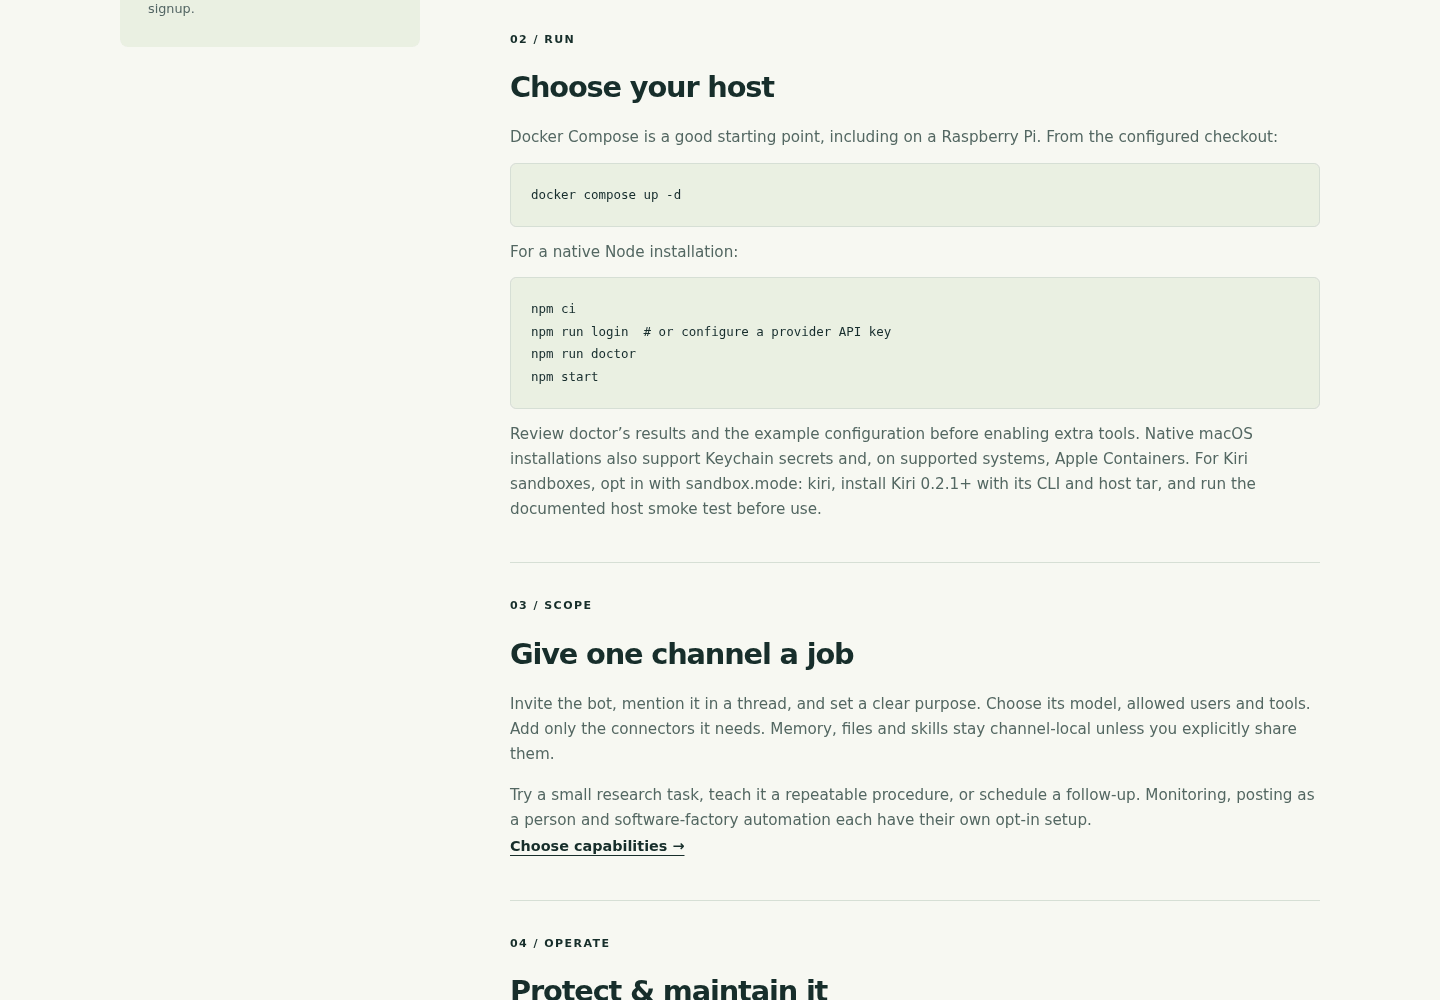 signup.
02 / RUN
Choose your host
Docker Compose is a good starting point, including on a Raspberry Pi. From the configured checkout:
docker compose up -d
For a native Node installation:
npm ci
npm run login  # or configure a provider API key
npm run doctor
npm start
Review doctor’s results and the example configuration before enabling extra tools. Native macOS
installations also support Keychain secrets and, on supported systems, Apple Containers. For Kiri
sandboxes, opt in with sandbox.mode: kiri, install Kiri 0.2.1+ with its CLI and host tar, and run the
documented host smoke test before use.
03 / SCOPE
Give one channel a job
Invite the bot, mention it in a thread, and set a clear purpose. Choose its model, allowed users and tools.
Add only the connectors it needs. Memory, files and skills stay channel-local unless you explicitly share
them.
Try a small research task, teach it a repeatable procedure, or schedule a follow-up. Monitoring, posting as
a person and software-factory automation each have their own opt-in setup.
Choose capabilities →
04 / OPERATE
Protect & maintain it